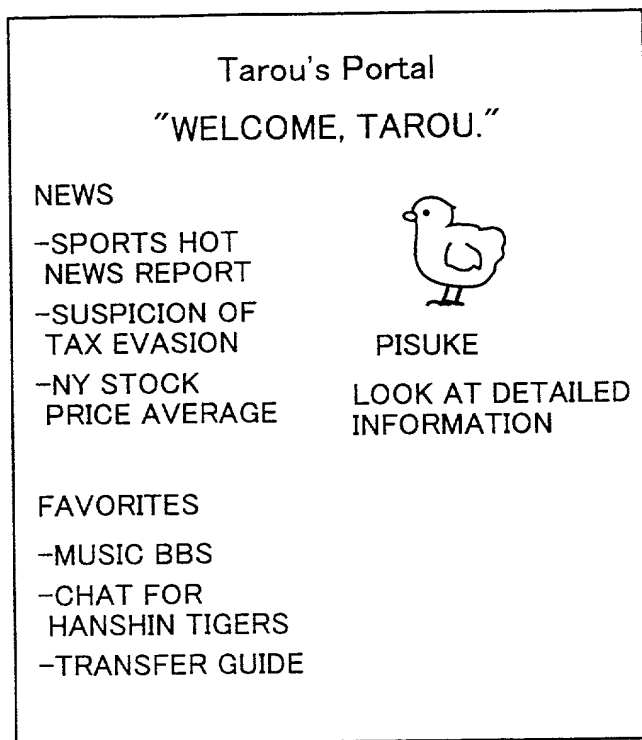 Tarou's Portal
"WELCOME, TAROU."
NEWS
-SPORTS HOT
NEWS REPORT
-SUSPICION OF
TAX EVASION
-NY STOCK
PRICE AVERAGE
PISUKE
LOOK AT DETAILED
INFORMATION
FAVORITES
-MUSIC BBS
-CHAT FOR
HANSHIN TIGERS
-TRANSFER GUIDE